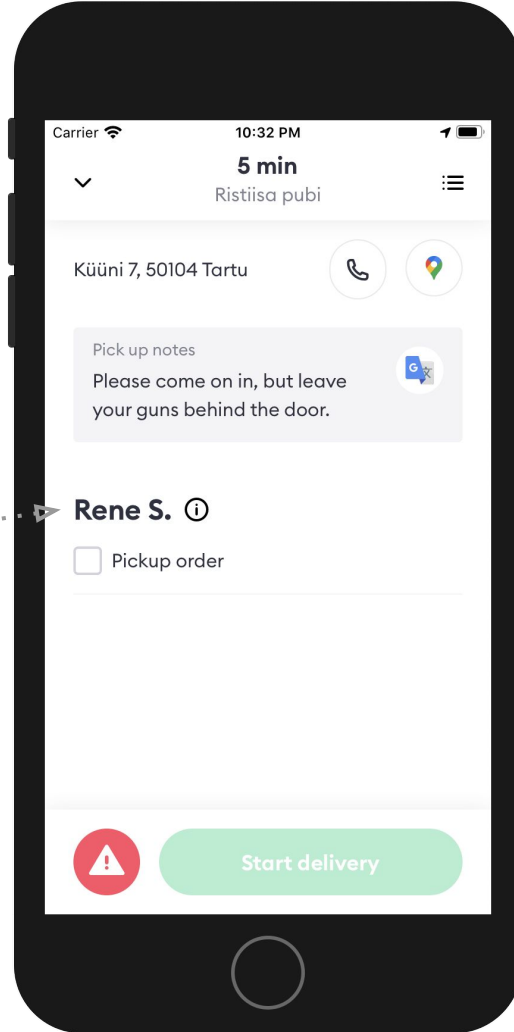 Carrier 10:32 PM
5 min
Ristiisa pubi
Küüni 7, 50104 Tartu
Pick up notes
Please come on in, but leave
your guns behind the door.
Rene S.
Pickup order
Start delivery